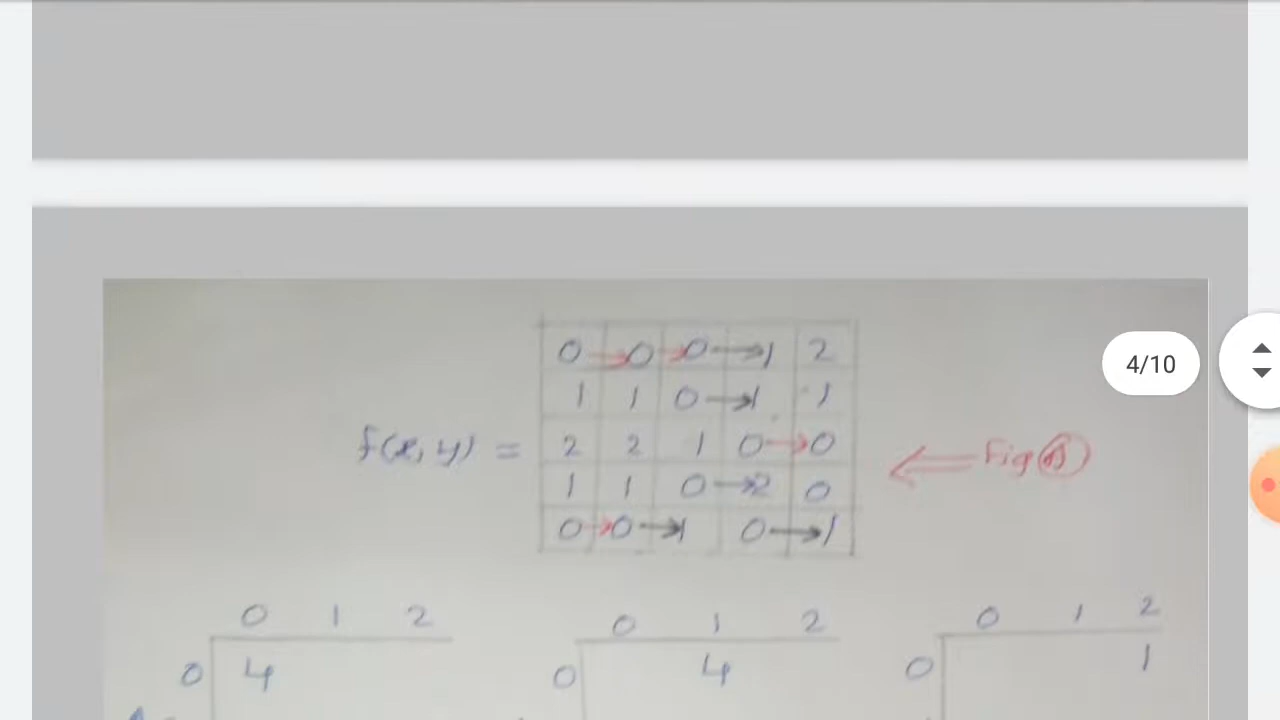 0 → 0 → 0 → 1 2
1 1 0 → 1 1
f(x, y) = 2 2 1 0 → 0
1 1 0 → 2 0
0 → 0 → 1 0 → 1
4/10
0 1 2
0 4
0 1 2
0 4
0 1 2
0 1